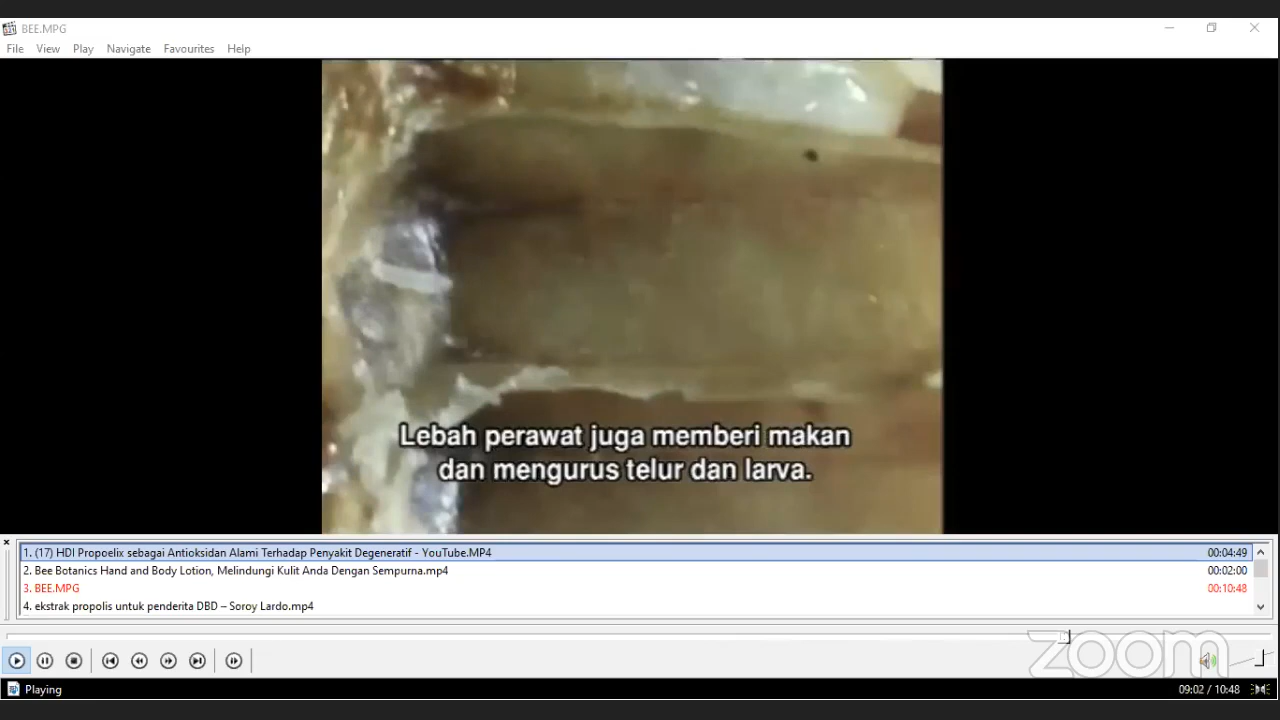 BEE.MPG
File View Play Navigate Favourites Help
Lebah perawat juga memberi makan
dan mengurus telur dan larva.
1. (17) HDI Propoelix sebagai Antioksidan Alami Terhadap Penyakit Degeneratif - YouTube.MP4 00:04:49
2. Bee Botanics Hand and Body Lotion, Melindungi Kulit Anda Dengan Sempurna.mp4 00:02:00
3. BEE.MPG 00:10:48
4. ekstrak propolis untuk penderita DBD – Soroy Lardo.mp4
zoom
Playing 09:02 / 10:48